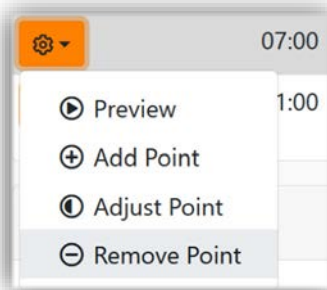 07:00
Preview 1:00
Add Point
Adjust Point
Remove Point